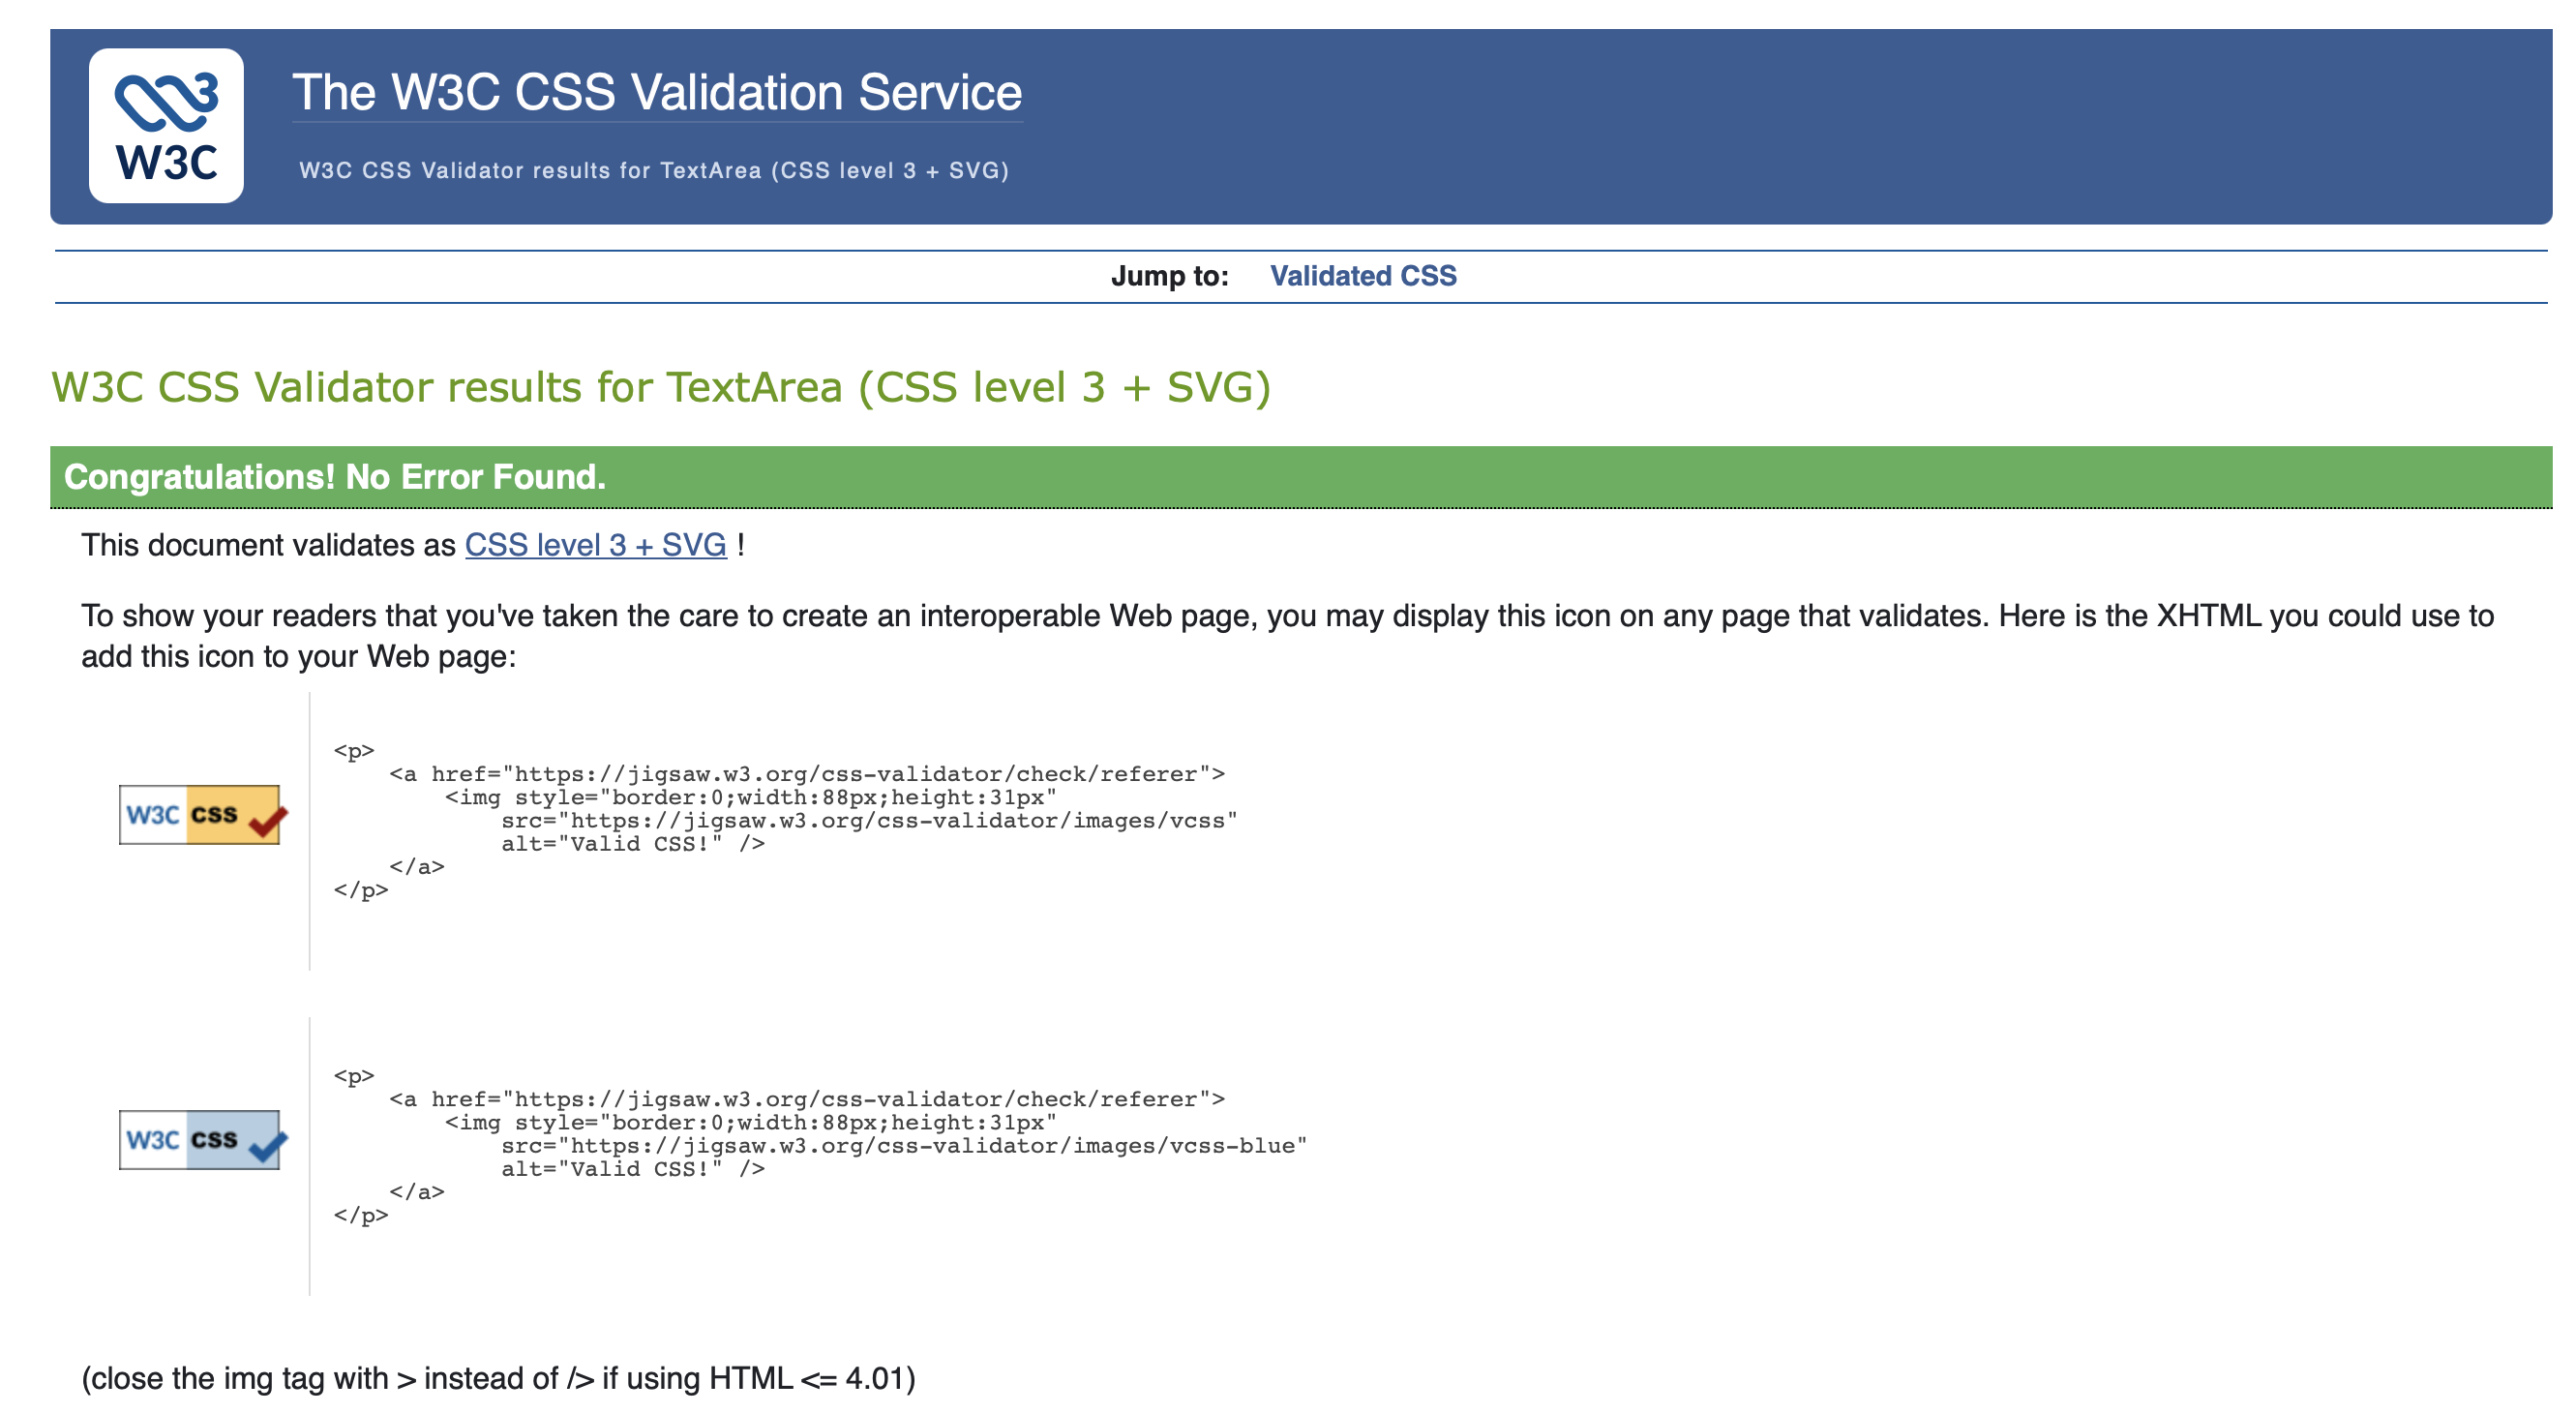 W3C
The W3C CSS Validation Service
W3C CSS Validator results for TextArea (CSS level 3 + SVG)
Jump to: Validated CSS
W3C CSS Validator results for TextArea (CSS level 3 + SVG)
Congratulations! No Error Found.
This document validates as CSS level 3 + SVG !
To show your readers that you've taken the care to create an interoperable Web page, you may display this icon on any page that validates. Here is the XHTML you could use to
add this icon to your Web page:
W3C css
<p>
    <a href="https://jigsaw.w3.org/css-validator/check/referer">
        <img style="border:0;width:88px;height:31px"
            src="https://jigsaw.w3.org/css-validator/images/vcss"
            alt="Valid CSS!" />
    </a>
</p>
W3C css
<p>
    <a href="https://jigsaw.w3.org/css-validator/check/referer">
        <img style="border:0;width:88px;height:31px"
            src="https://jigsaw.w3.org/css-validator/images/vcss-blue"
            alt="Valid CSS!" />
    </a>
</p>
(close the img tag with > instead of /> if using HTML <= 4.01)